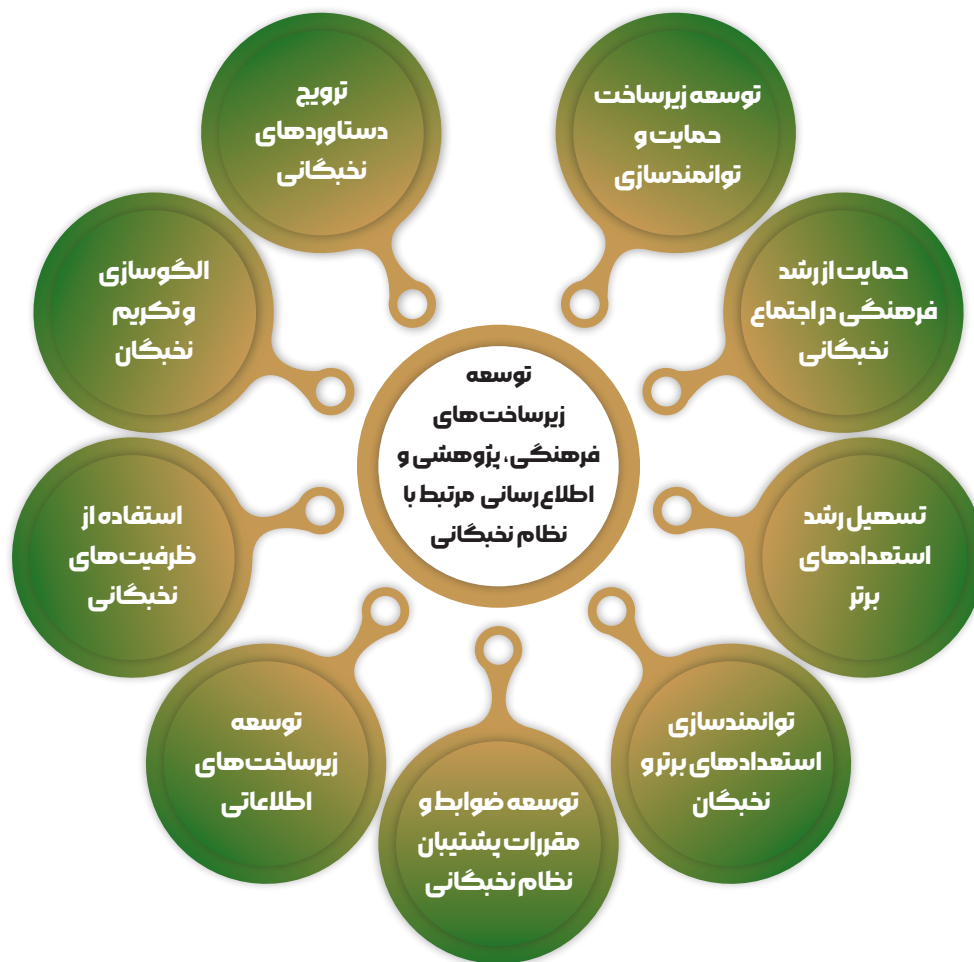 توسعه
زیرساخت‌های
فرهنگی، پژوهشی و
اطلاع‌رسانی مرتبط با
نظام نخبگانی
توسعه زیرساخت
حمایت و
توانمندسازی
حمایت از رشد
فرهنگی در اجتماع
نخبگانی
تسهیل رشد
استعدادهای
برتر
توانمندسازی
استعدادهای برتر و
نخبگان
توسعه ضوابط و
مقررات پشتیبان
نظام نخبگانی
توسعه
زیرساخت‌های
اطلاعاتی
استفاده از
ظرفیت‌های
نخبگانی
الگوسازی
و تکریم
نخبگان
ترویج
دستاوردهای
نخبگانی